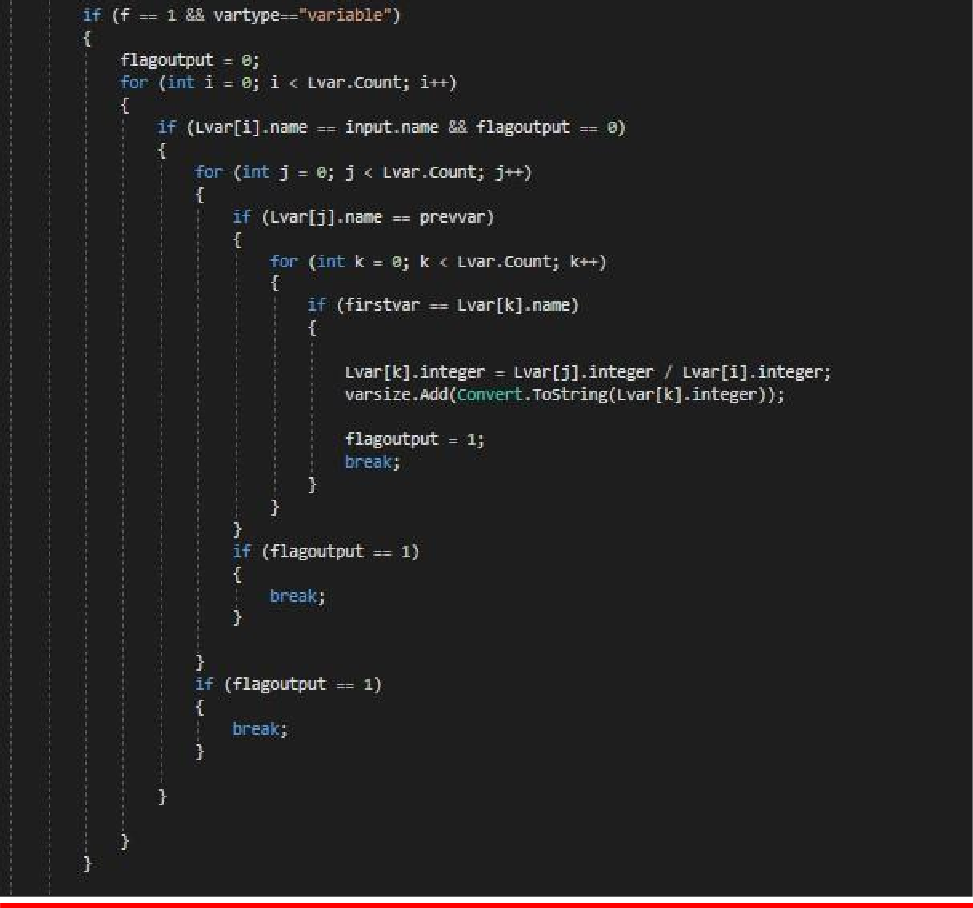 if (f == 1 && vartype=="variable")
{
flagoutput = 0;
for (int i = 0; i < Lvar.Count; i++)
{
if (Lvar[i].name == input.name && flagoutput == 0)
{
for (int j = 0; j < Lvar.Count; j++)
{
if (Lvar[j].name == prevvar)
{
for (int k = 0; k < Lvar.Count; k++)
{
if (firstvar == Lvar[k].name)
{
Lvar[k].integer = Lvar[j].integer / Lvar[i].integer;
varsize.Add(Convert.ToString(Lvar[k].integer));
flagoutput = 1;
break;
}
}
}
if (flagoutput == 1)
{
break;
}
}
if (flagoutput == 1)
{
break;
}
}
}
}